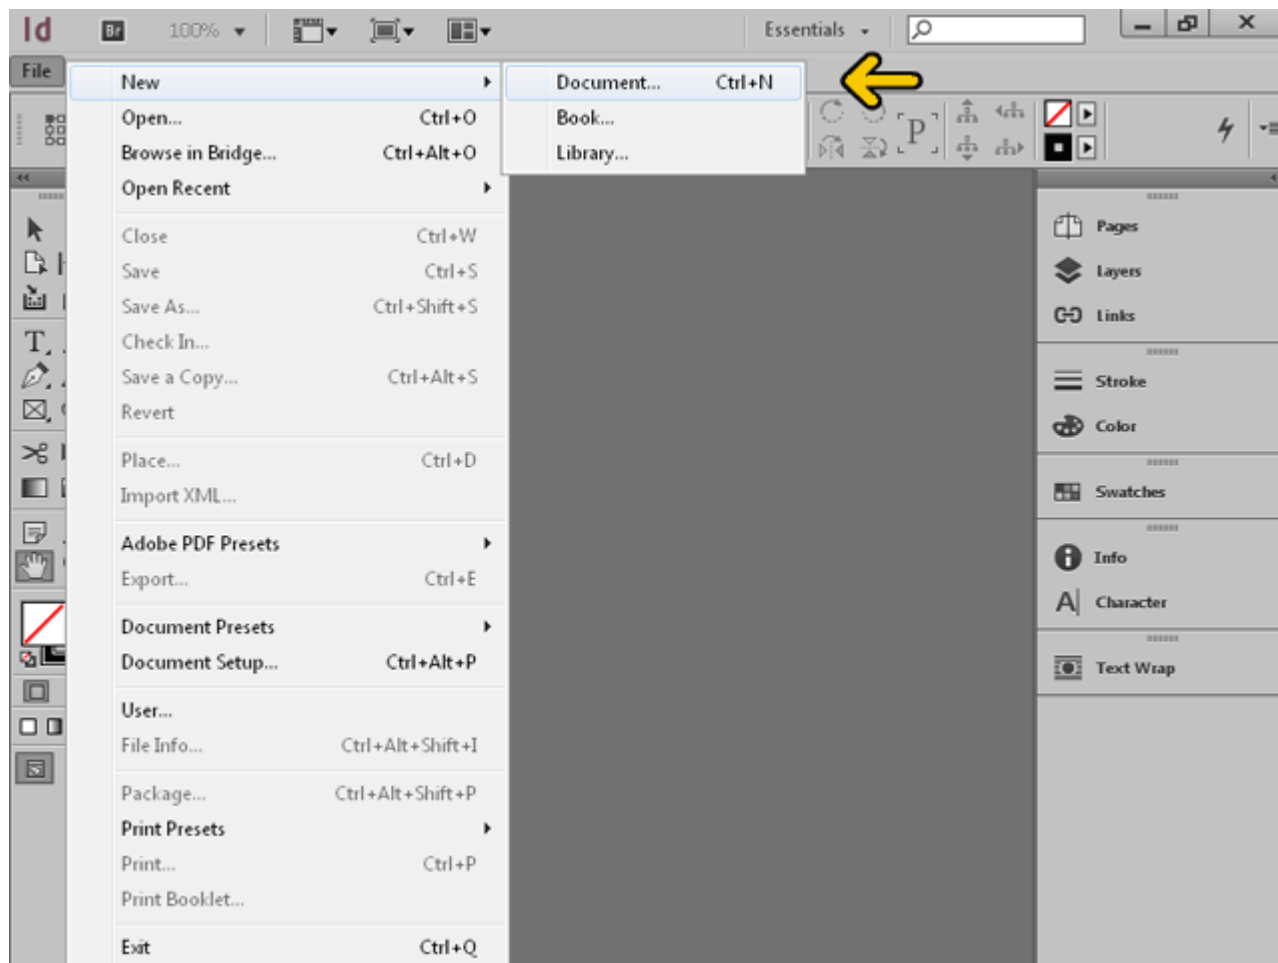 Id Br 100% Essentials
File
New
Document... Ctrl+N
Open... Ctrl+O
Book...
Browse in Bridge... Ctrl+Alt+O
Library...
Open Recent
Close Ctrl+W
Save Ctrl+S
Save As... Ctrl+Shift+S
Check In...
Save a Copy... Ctrl+Alt+S
Revert
Place... Ctrl+D
Import XML...
Adobe PDF Presets
Export... Ctrl+E
Document Presets
Document Setup... Ctrl+Alt+P
User...
File Info... Ctrl+Alt+Shift+I
Package... Ctrl+Alt+Shift+P
Print Presets
Print... Ctrl+P
Print Booklet...
Exit Ctrl+Q
Pages
Layers
Links
Stroke
Color
Swatches
Info
Character
Text Wrap